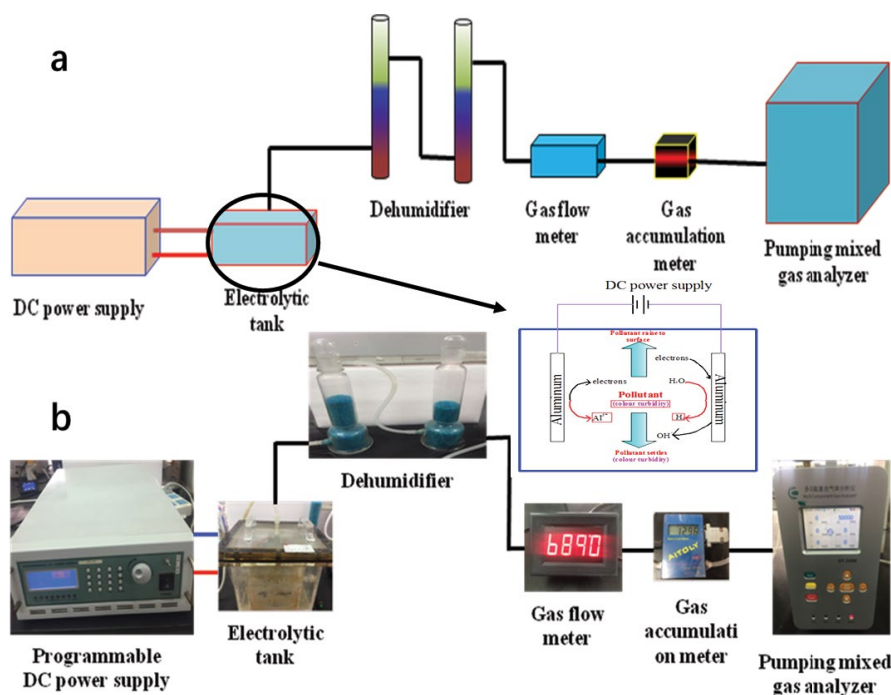 a
Dehumidifier
Gas flow
meter
Gas
accumulation
meter
Pumping mixed
gas analyzer
DC power supply
Electrolytic
tank
DC power supply
Pollutant raise to
surface
electrons
Aluminum
electrons
H₂O
Aluminum
Pollutant
(colour turbidity)
H
OH
Pollutant settles
(colour turbidity)
b
Dehumidifier
6890
AITOLY
Gas flow
meter
Gas
accumulati
on meter
Electrolytic
tank
Programmable
DC power supply
Pumping mixed
gas analyzer